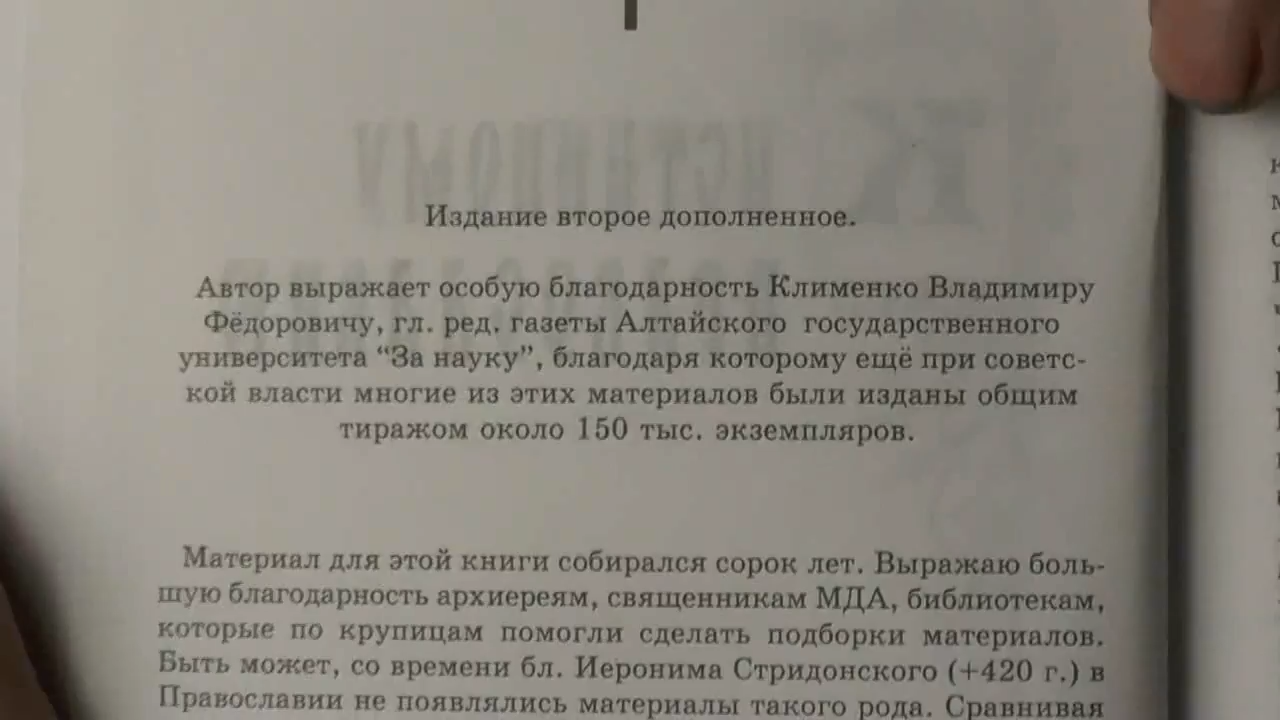 Издание второе дополненное.
Автор выражает особую благодарность Клименко Владимиру
Фёдоровичу, гл. ред. газеты Алтайского государственного
университета “За науку”, благодаря которому ещё при советс-
кой власти многие из этих материалов были изданы общим
тиражом около 150 тыс. экземпляров.
Материал для этой книги собирался сорок лет. Выражаю боль-
шую благодарность архиереям, священникам МДА, библиотекам,
которые по крупицам помогли сделать подборки материалов.
Быть может, со времени бл. Иеронима Стридонского (+420 г.) в
Православии не появлялись материалы такого рода. Сравнивая